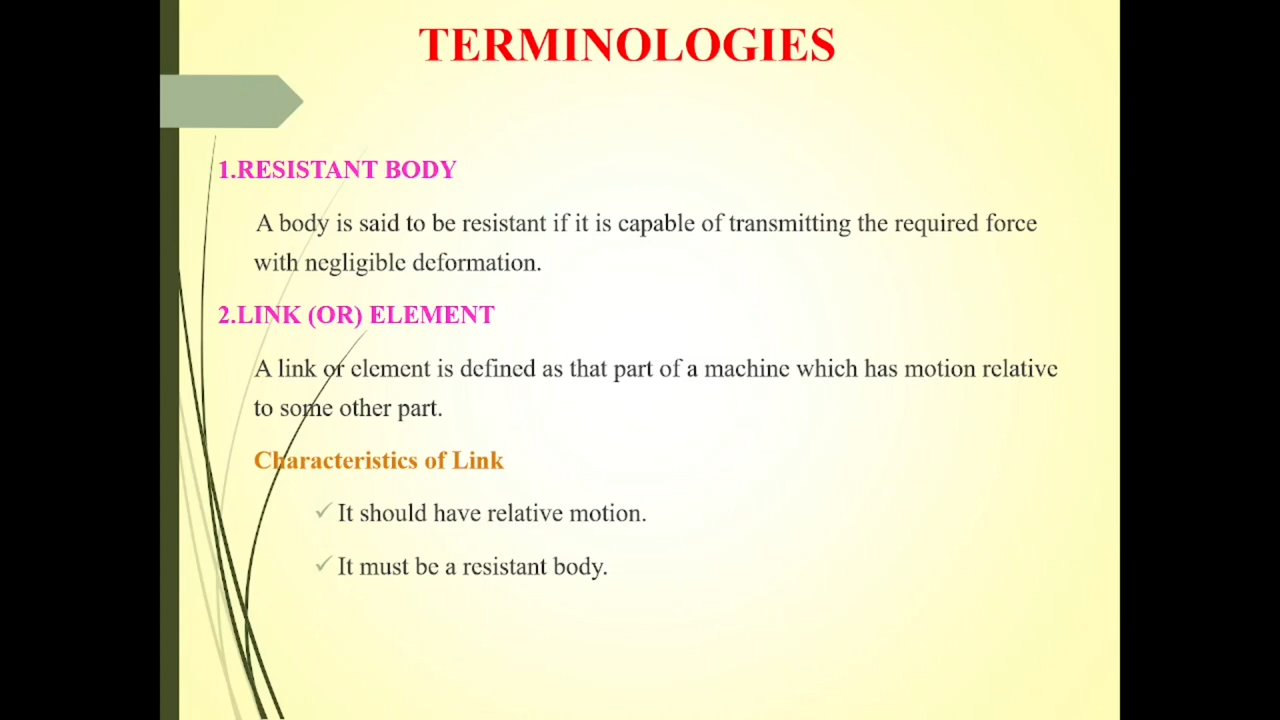 TERMINOLOGIES
1.RESISTANT BODY
A body is said to be resistant if it is capable of transmitting the required force
with negligible deformation.
2.LINK (OR) ELEMENT
A link or element is defined as that part of a machine which has motion relative
to some other part.
Characteristics of Link
✓ It should have relative motion.
✓ It must be a resistant body.